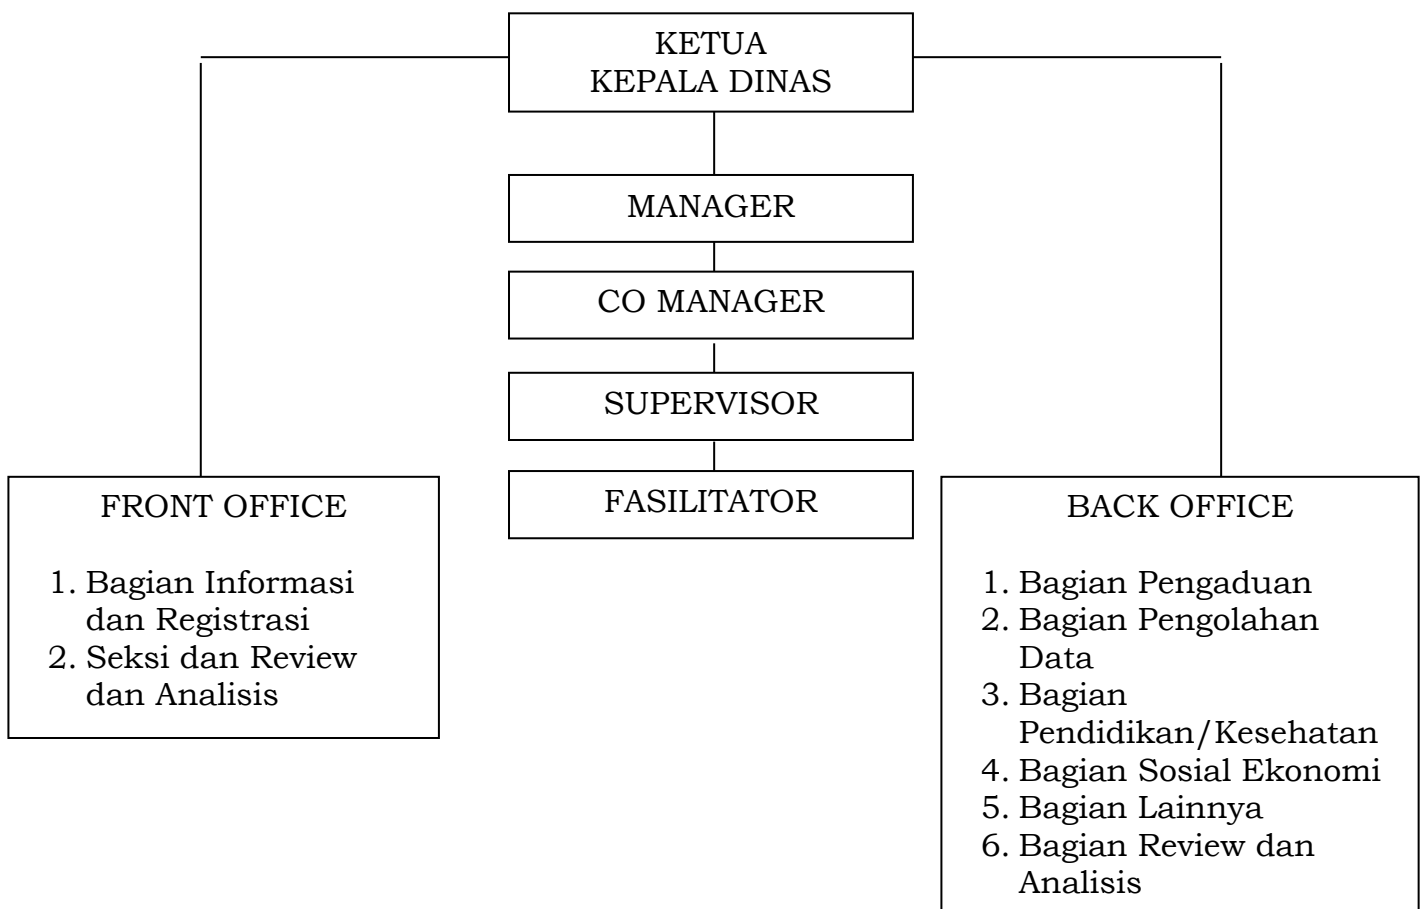 KETUA
KEPALA DINAS
MANAGER
CO MANAGER
SUPERVISOR
FASILITATOR
FRONT OFFICE
1. Bagian Informasi
dan Registrasi
2. Seksi dan Review
dan Analisis
BACK OFFICE
1. Bagian Pengaduan
2. Bagian Pengolahan
Data
3. Bagian
Pendidikan/Kesehatan
4. Bagian Sosial Ekonomi
5. Bagian Lainnya
6. Bagian Review dan
Analisis